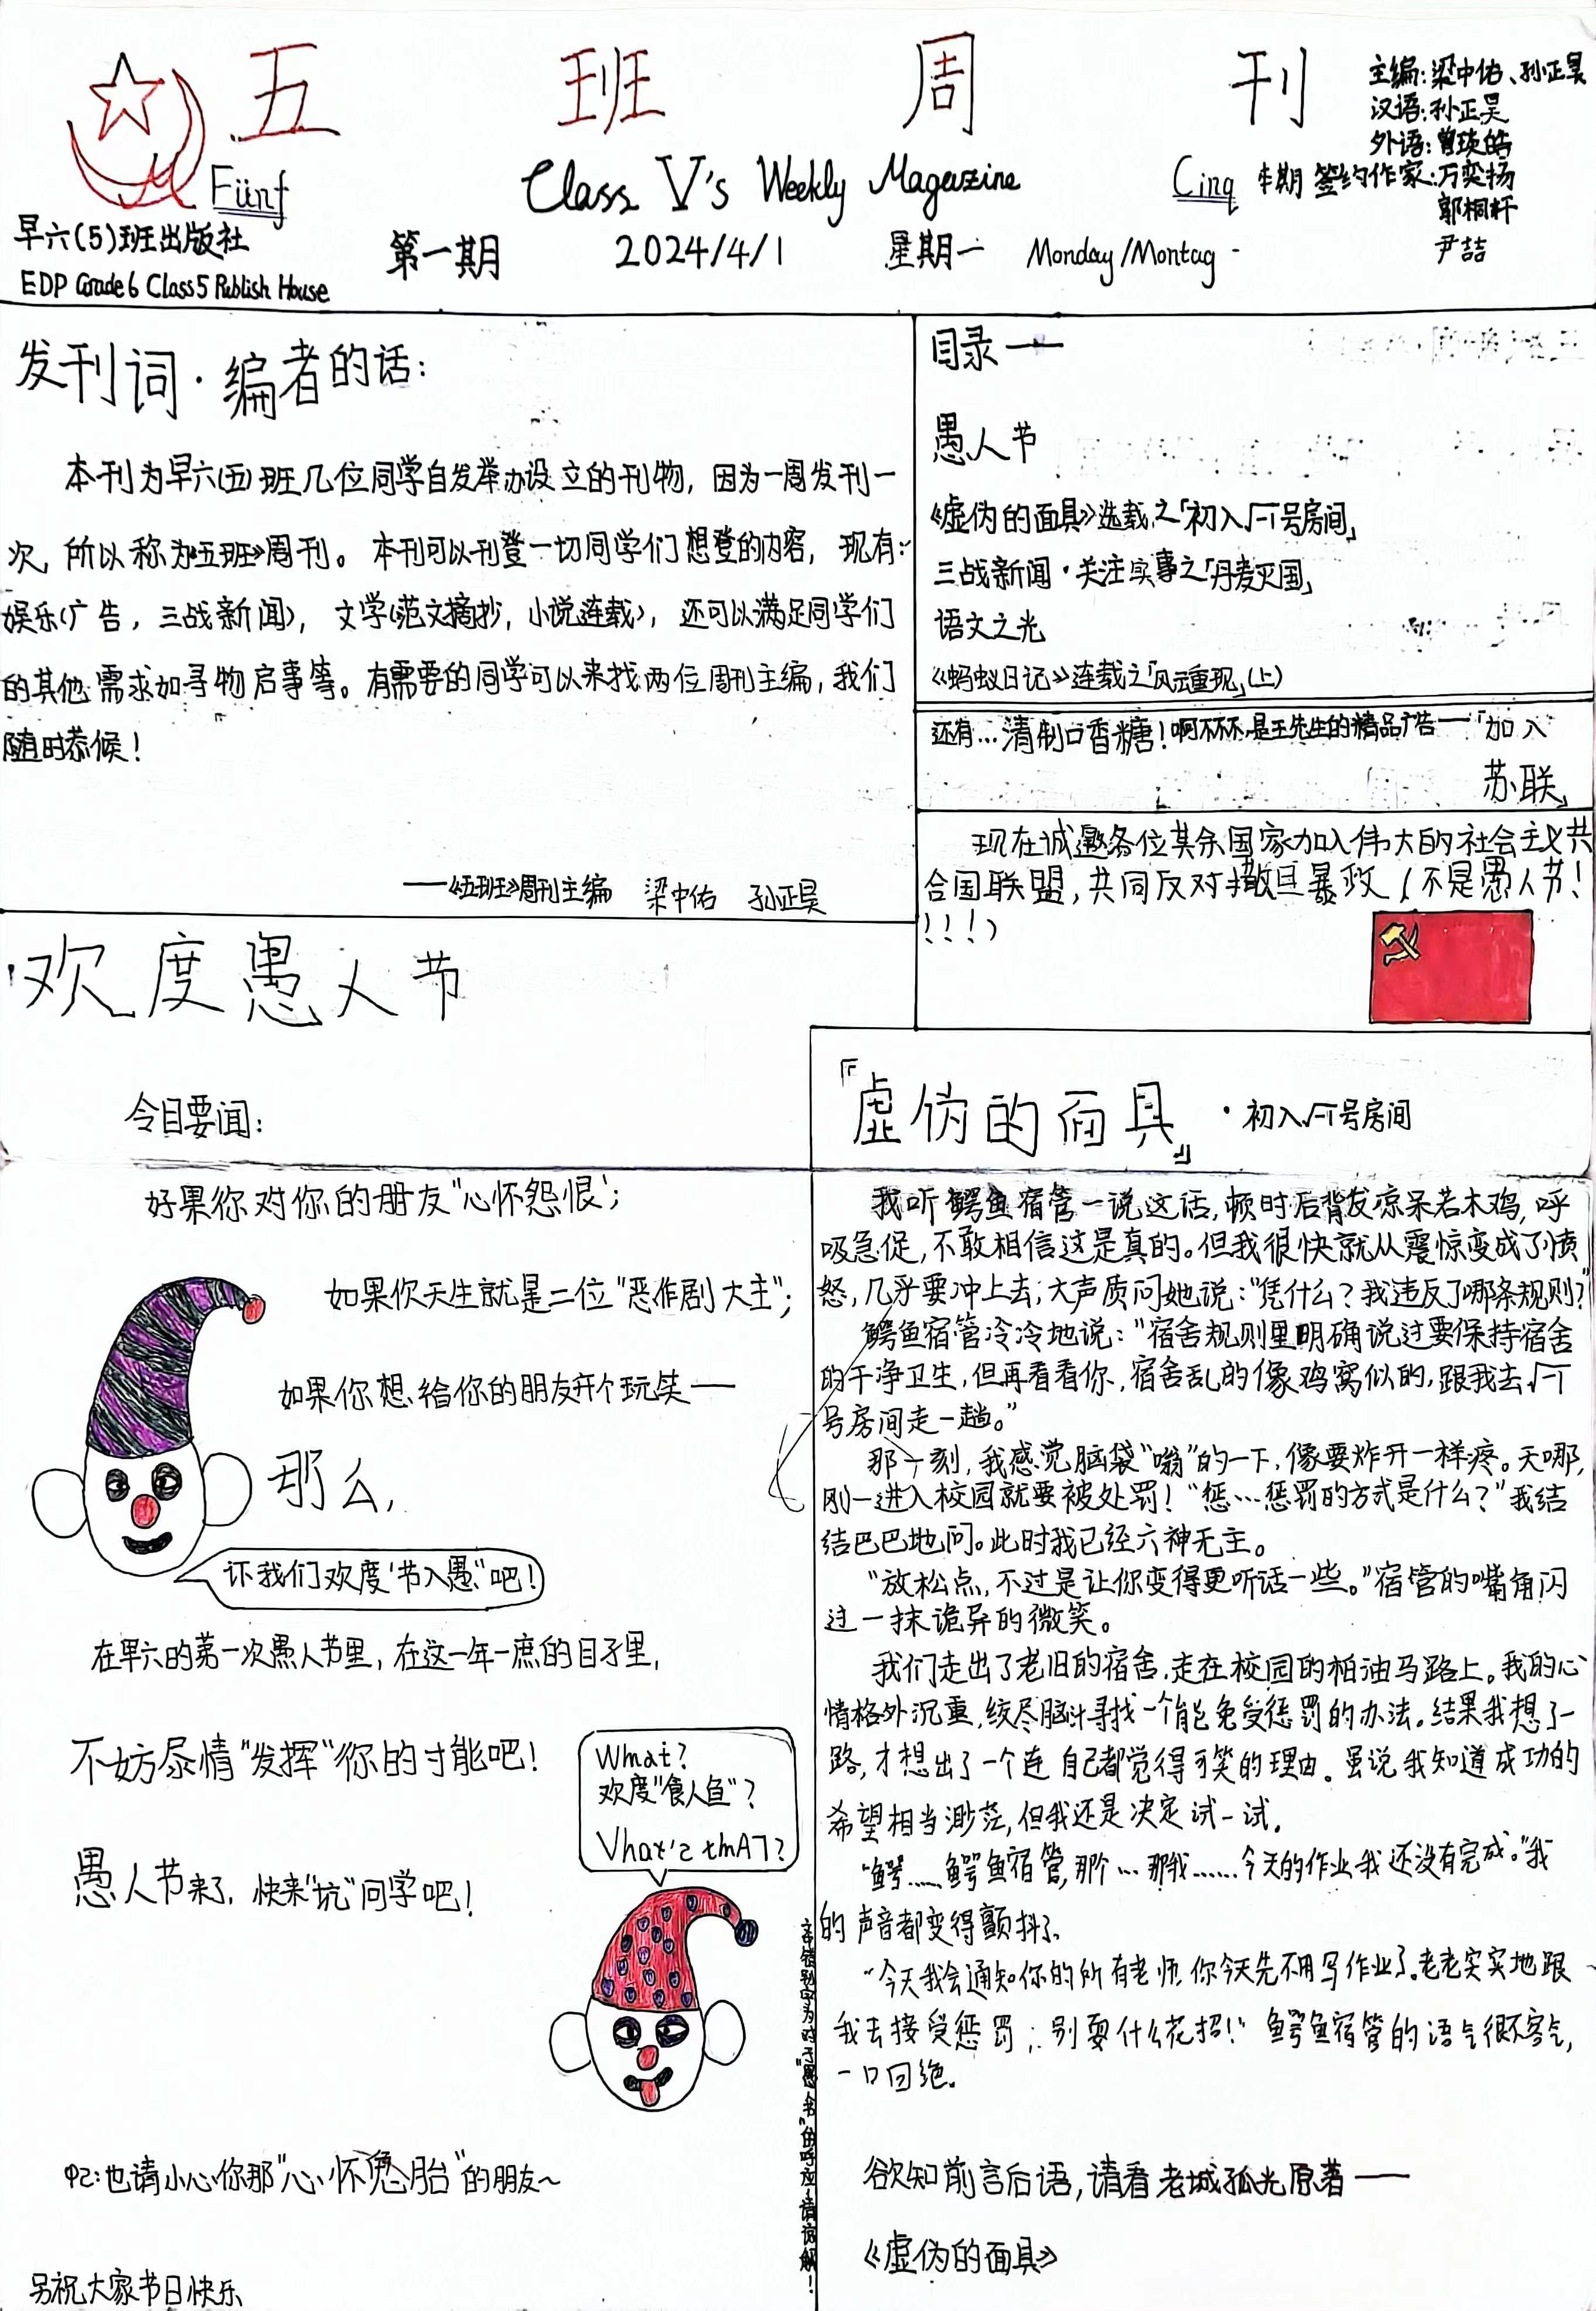 五班周刊
Fünf
Class V's Weekly Magazine
Cinq
主编:梁中佑、孙正昊
汉语:孙正昊
外语:
本期签约作家:万奕扬
郭桐轩
尹喆
早六(5)班出版社
EDP Grade6 Class5 Publish House
第一期
2024/4/1
星期一
Monday/Montag
发刊词·编者的话:
本刊为早六(五)班几位同学自发举办设立的刊物,因为一周发刊一
次,所以称为《五班》周刊。本刊可以刊登一切同学们想登的内容,现有:
娱乐(广告,三战新闻),文学(范文摘抄,小说连载),还可以满足同学们
的其他需求如寻物启事等。有需要的同学可以来找两位周刊主编,我们
随时恭候!
——《五班》周刊主编 梁中佑 孙正昊
目录——
愚人节
《虚伪的面具》选载之「初入√-1号房间」
三战新闻·关注实事之「丹麦灭国」
语文之光
《蚂蚁日记》连载之「风云重现」(上)
还有…清制口香糖!啊不不不,是王先生的精品广告——「加入
苏联」
现在诚邀各位其余国家加入伟大的社会主义共
合国联盟,共同反对撒旦暴政(不是愚人节!
!!!)
欢度愚人节
今日要闻:
好果你对你的朋友"心怀怨恨";
如果你天生就是二位"恶作剧大主";
如果你想给你的朋友开个玩笑——
那么,
让我们欢度"节入愚"吧!
在早六的第一次愚人节里,在这一年一庶的日子里,
不妨尽情"发挥"你的寸能吧!
What?
欢度"食人鱼"?
Vhat's thAT?
愚人节来了,快来"坑"同学吧!
也请小心你那"心怀鬼胎"的朋友~
另祝大家节日快乐
『虚伪的面具』·初入√-1号房间
我听鳄鱼宿管一说这话,顿时后背发凉呆若木鸡,呼
吸急促,不敢相信这是真的。但我很快就从震惊变成了愤
怒,几乎要冲上去,大声质问她说:"凭什么?我违反了哪条规则?"
鳄鱼宿管冷冷地说:"宿舍规则里明确说过要保持宿舍
的干净卫生,但再看看你,宿舍乱的像鸡窝似的,跟我去√-1
号房间走一趟。"
那一刻,我感觉脑袋"嗡"的一下,像要炸开一样疼。天哪,
刚一进入校园就要被处罚!"惩…惩罚的方式是什么?"我结
结巴巴地问。此时我已经六神无主。
"放松点,不过是让你变得更听话一些。"宿管的嘴角闪
过一抹诡异的微笑。
我们走出了老旧的宿舍,走在校园的柏油马路上。我的心
情格外沉重,绞尽脑汁寻找一个能免受惩罚的办法。结果我想了一
路,才想出了一个连自己都觉得可笑的理由。虽说我知道成功的
希望相当渺茫,但我还是决定试一试。
"鳄……鳄鱼宿管,那个…那我……今天的作业我还没有完成。"我
的声音都变得颤抖了。
"今天我会通知你的所有老师,你今天先不用写作业了。老老实实地跟
我去接受惩罚;别耍什么花招!"鳄鱼宿管的语气很不客气,
一口回绝。
欲知前言后语,请看老城孤光原著——
《虚伪的面具》